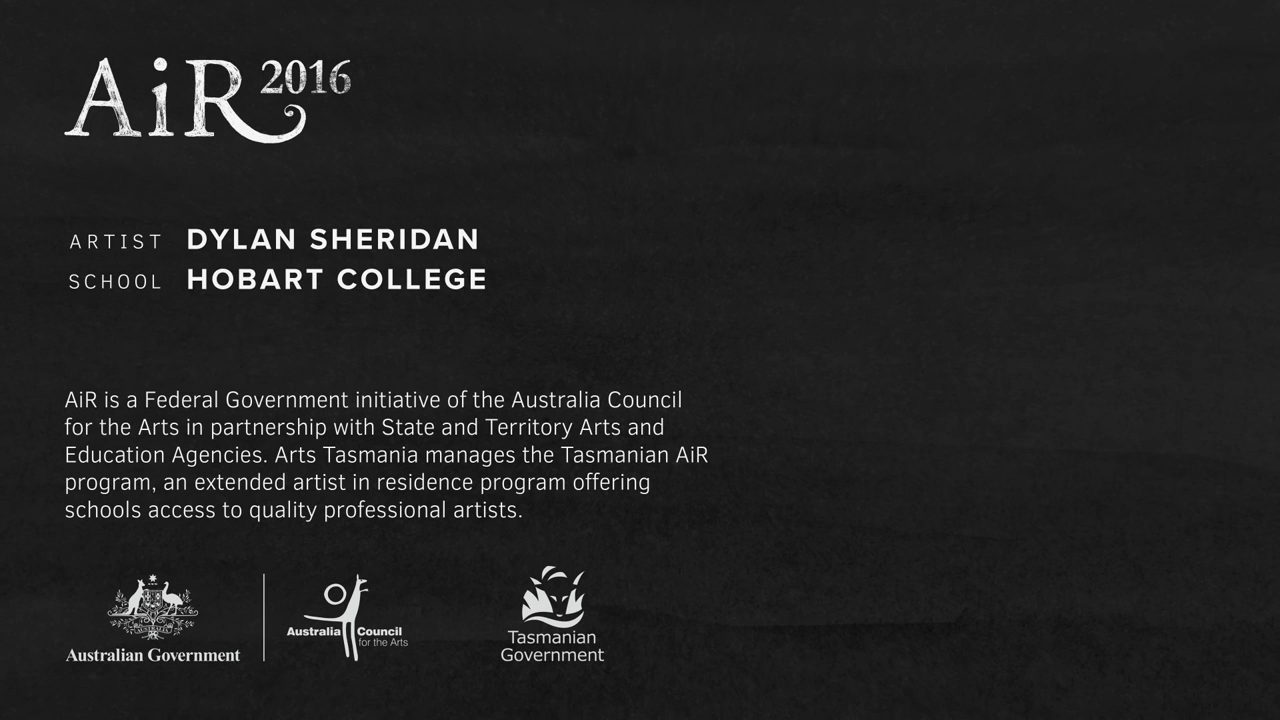 AiR 2016
ARTIST DYLAN SHERIDAN
SCHOOL HOBART COLLEGE
AiR is a Federal Government initiative of the Australia Council
for the Arts in partnership with State and Territory Arts and
Education Agencies. Arts Tasmania manages the Tasmanian AiR
program, an extended artist in residence program offering
schools access to quality professional artists.
Australian Government
Australia Council
for the Arts
Tasmanian
Government